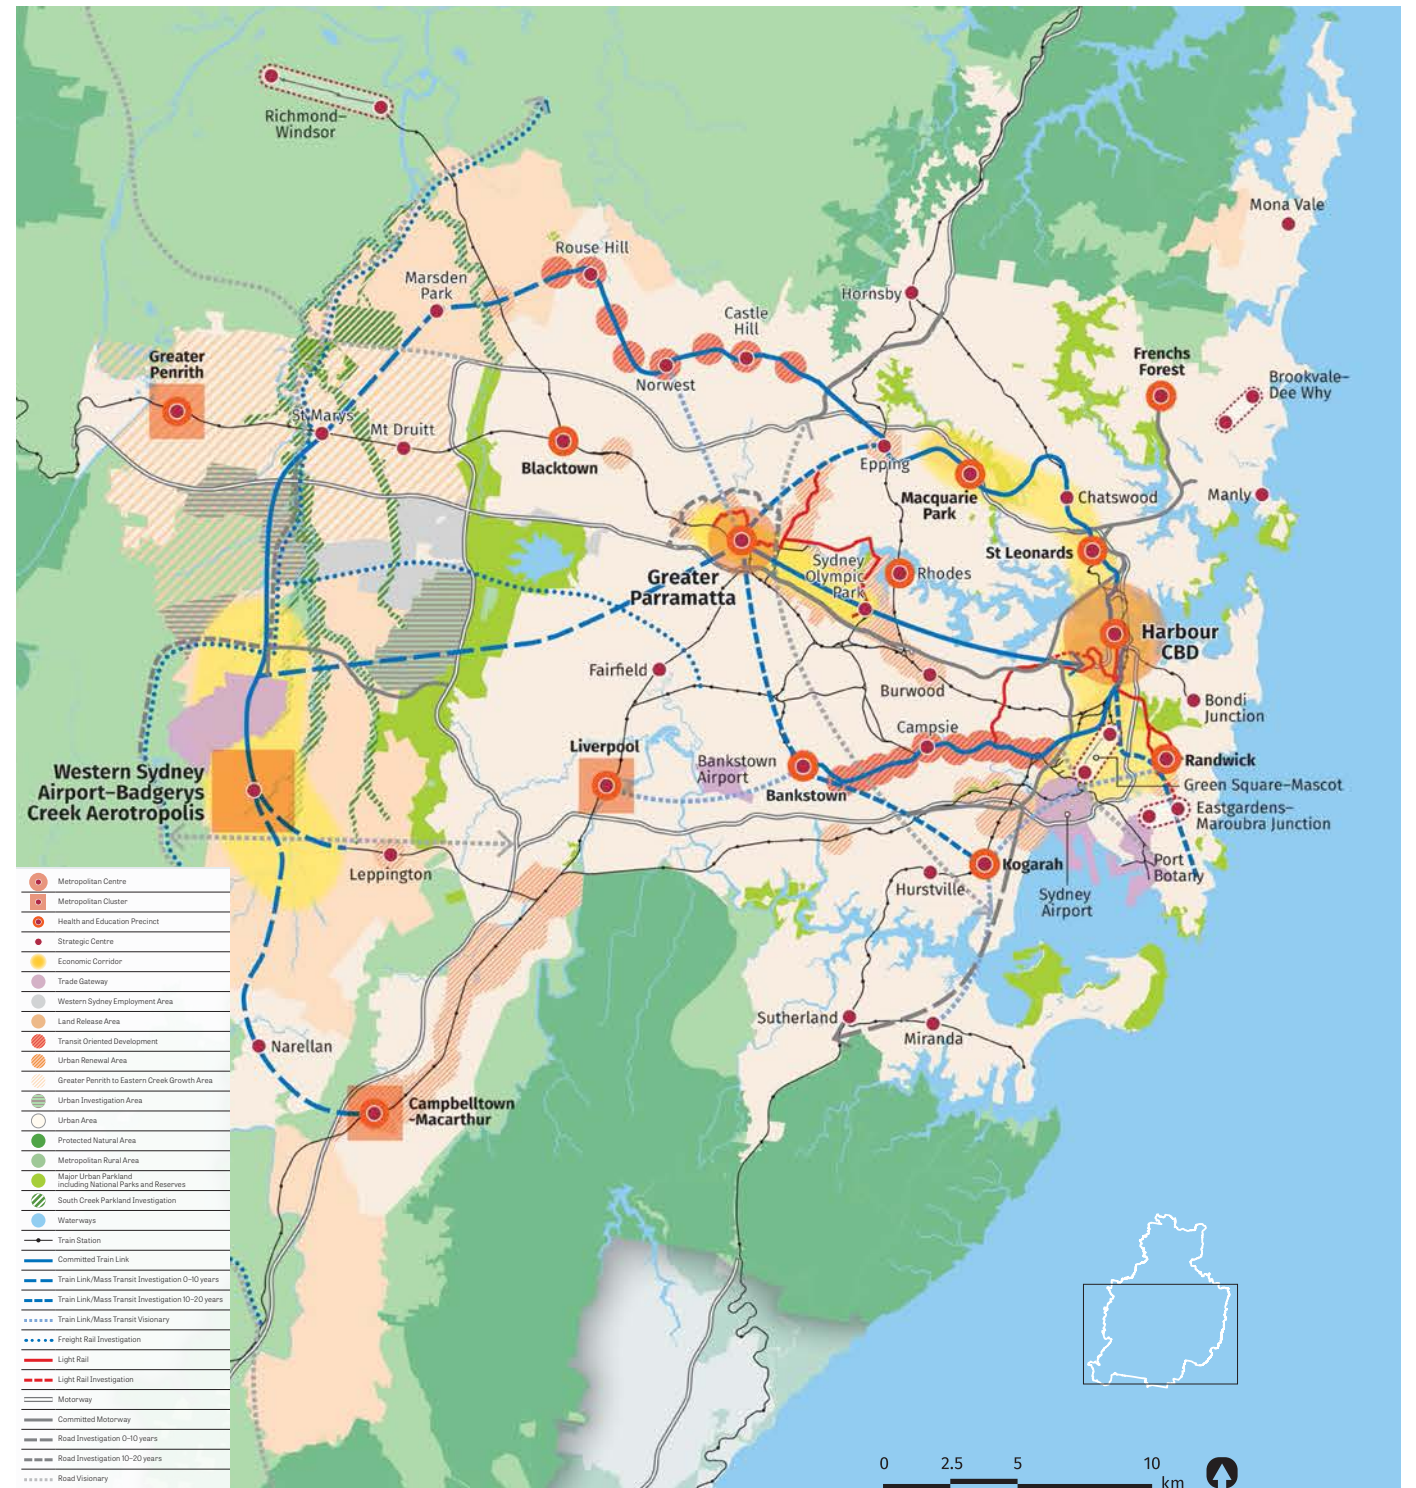 Richmond–
Windsor
Mona Vale
Rouse Hill
Marsden
Park
Hornsby
Castle
Hill
Greater
Penrith
Norwest
Frenchs
Forest
Brookvale–
Dee Why
St Marys
Mt Druitt
Blacktown
Epping
Macquarie
Park
Chatswood
Manly
St Leonards
Sydney
Olympic
Park
Rhodes
Greater
Parramatta
Harbour
CBD
Fairfield
Burwood
Bondi
Junction
Campsie
Liverpool
Bankstown
Airport
Randwick
Western Sydney
Airport–Badgerys
Creek Aerotropolis
Bankstown
Green Square–Mascot
Eastgardens–
Maroubra Junction
Leppington
Kogarah
Hurstville
Port
Botany
Sydney
Airport
Sutherland
Miranda
Narellan
Campbelltown
-Macarthur
Metropolitan Centre
Metropolitan Cluster
Health and Education Precinct
Strategic Centre
Economic Corridor
Trade Gateway
Western Sydney Employment Area
Land Release Area
Transit Oriented Development
Urban Renewal Area
Greater Penrith to Eastern Creek Growth Area
Urban Investigation Area
Urban Area
Protected Natural Area
Metropolitan Rural Area
Major Urban Parkland
including National Parks and Reserves
South Creek Parkland Investigation
Waterways
Train Station
Committed Train Link
Train Link/Mass Transit Investigation 0–10 years
Train Link/Mass Transit Investigation 10–20 years
Train Link/Mass Transit Visionary
Freight Rail Investigation
Light Rail
Light Rail Investigation
Motorway
Committed Motorway
Road Investigation 0–10 years
Road Investigation 10–20 years
Road Visionary
0 2.5 5 10
km